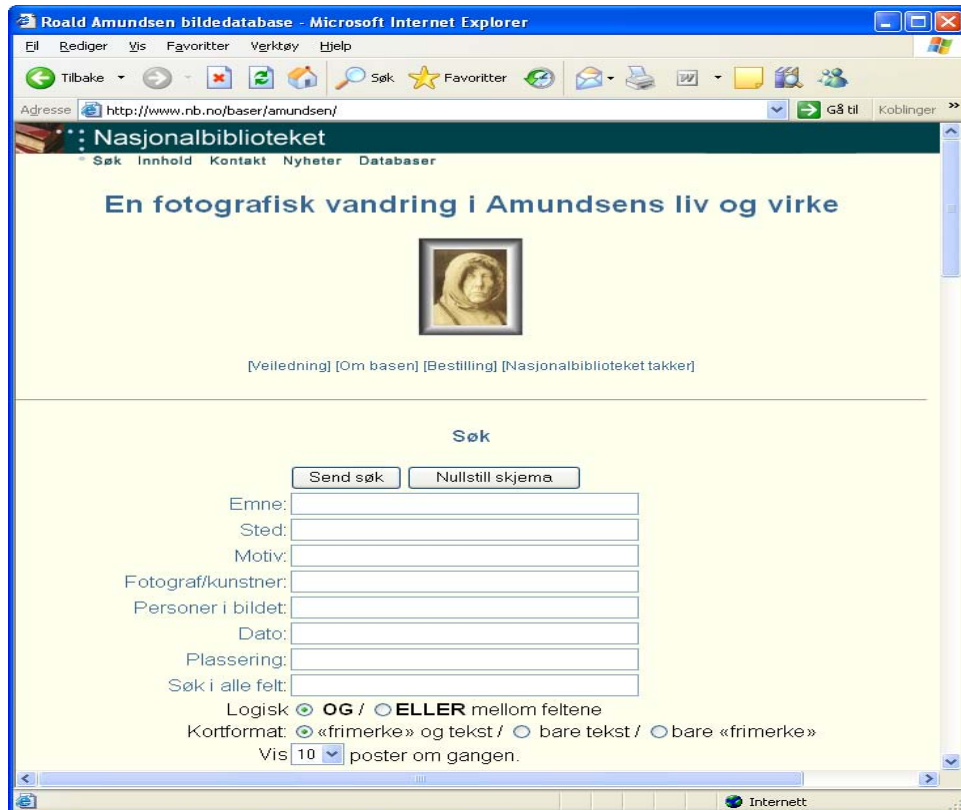 Roald Amundsen bildedatabase - Microsoft Internet Explorer
Fil Rediger Vis Favoritter Verktøy Hjelp
Tilbake Søk Favoritter
Adresse http://www.nb.no/baser/amundsen/ Gå til Koblinger »
Nasjonalbiblioteket
Søk Innhold Kontakt Nyheter Databaser
En fotografisk vandring i Amundsens liv og virke
[Veiledning] [Om basen] [Bestilling] [Nasjonalbiblioteket takker]
Søk
Send søk Nullstill skjema
Emne:
Sted:
Motiv:
Fotograf/kunstner:
Personer i bildet:
Dato:
Plassering:
Søk i alle felt:
Logisk OG / ELLER mellom feltene
Kortformat: «frimerke» og tekst / bare tekst / bare «frimerke»
Vis 10 poster om gangen.
Internett